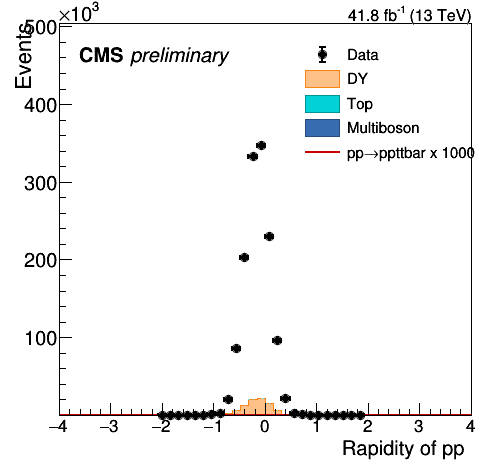 ×10³
41.8 fb⁻¹ (13 TeV)
Events
CMS preliminary
Data
DY
Top
Multiboson
pp→ppttbar x 1000
500
400
300
200
100
−4 −3 −2 −1 0 1 2 3 4
Rapidity of pp